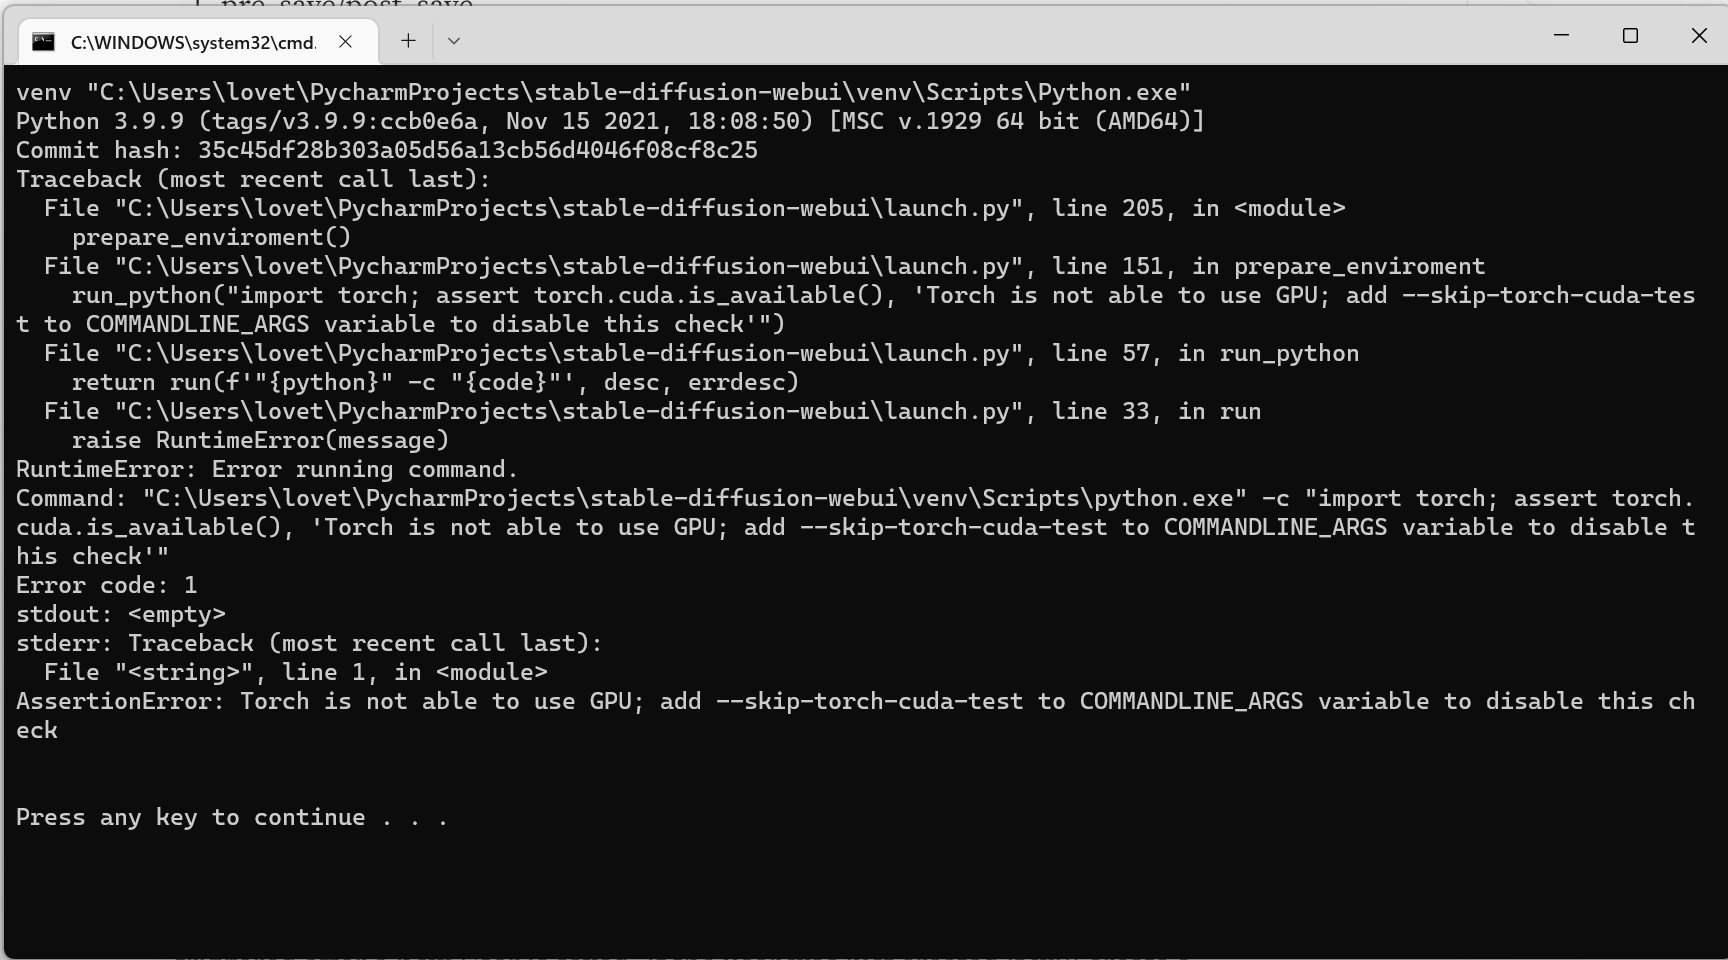 pre_save/post_save
C:\WINDOWS\system32\cmd.
venv "C:\Users\lovet\PycharmProjects\stable-diffusion-webui\venv\Scripts\Python.exe"
Python 3.9.9 (tags/v3.9.9:ccb0e6a, Nov 15 2021, 18:08:50) [MSC v.1929 64 bit (AMD64)]
Commit hash: 35c45df28b303a05d56a13cb56d4046f08cf8c25
Traceback (most recent call last):
  File "C:\Users\lovet\PycharmProjects\stable-diffusion-webui\launch.py", line 205, in <module>
    prepare_enviroment()
  File "C:\Users\lovet\PycharmProjects\stable-diffusion-webui\launch.py", line 151, in prepare_enviroment
    run_python("import torch; assert torch.cuda.is_available(), 'Torch is not able to use GPU; add --skip-torch-cuda-tes
t to COMMANDLINE_ARGS variable to disable this check'")
  File "C:\Users\lovet\PycharmProjects\stable-diffusion-webui\launch.py", line 57, in run_python
    return run(f'"{python}" -c "{code}"', desc, errdesc)
  File "C:\Users\lovet\PycharmProjects\stable-diffusion-webui\launch.py", line 33, in run
    raise RuntimeError(message)
RuntimeError: Error running command.
Command: "C:\Users\lovet\PycharmProjects\stable-diffusion-webui\venv\Scripts\python.exe" -c "import torch; assert torch.
cuda.is_available(), 'Torch is not able to use GPU; add --skip-torch-cuda-test to COMMANDLINE_ARGS variable to disable t
his check'"
Error code: 1
stdout: <empty>
stderr: Traceback (most recent call last):
  File "<string>", line 1, in <module>
AssertionError: Torch is not able to use GPU; add --skip-torch-cuda-test to COMMANDLINE_ARGS variable to disable this ch
eck
Press any key to continue . . .